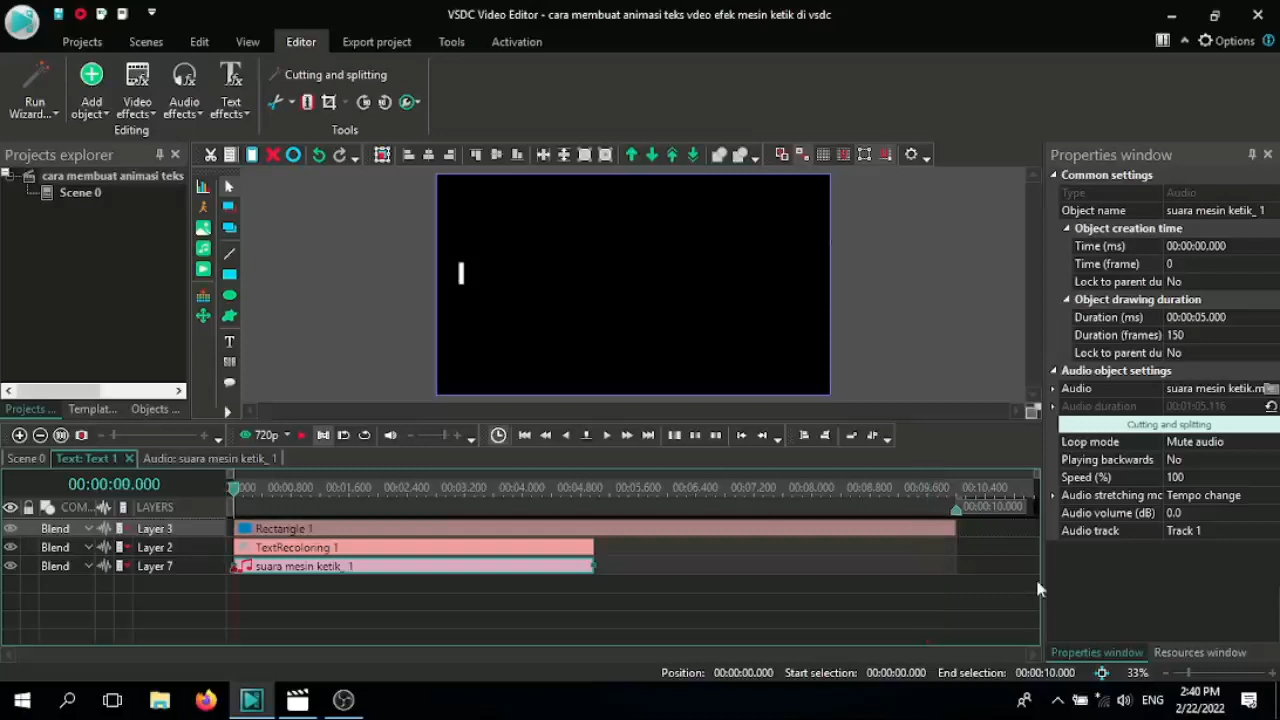 VSDC Video Editor - cara membuat animasi teks vdeo efek mesin ketik di vsdc
Projects Scenes Edit View Editor Export project Tools Activation
Options
Run Wizard...
Add object
Video effects
Audio effects
Text effects
Cutting and splitting
Editing
Tools
Projects explorer
cara membuat animasi teks
Scene 0
Projects ... Templat... Objects ...
Properties window
Common settings
Type Audio
Object name suara mesin ketik_ 1
Object creation time
Time (ms) 00:00:00.000
Time (frame) 0
Lock to parent du No
Object drawing duration
Duration (ms) 00:00:05.000
Duration (frames) 150
Lock to parent du No
Audio object settings
Audio suara mesin ketik.m
Audio duration 00:01:05.116
Cutting and splitting
Loop mode Mute audio
Playing backwards No
Speed (%) 100
Audio stretching mc Tempo change
Audio volume (dB) 0.0
Audio track Track 1
720p
Scene 0 Text: Text 1 Audio: suara mesin ketik_ 1
00:00:00.000
000 00:00.800 00:01.600 00:02.400 00:03.200 00:04.000 00:04.800 00:05.600 00:06.400 00:07.200 00:08.000 00:08.800 00:09.600 00:10.400
00:00:10.000
COM... LAYERS
Blend Layer 3 Rectangle 1
Blend Layer 2 TextRecoloring 1
Blend Layer 7 suara mesin ketik_ 1
Properties window Resources window
Position: 00:00:00.000 Start selection: 00:00:00.000 End selection: 00:00:10.000 33%
ENG
2:40 PM
2/22/2022